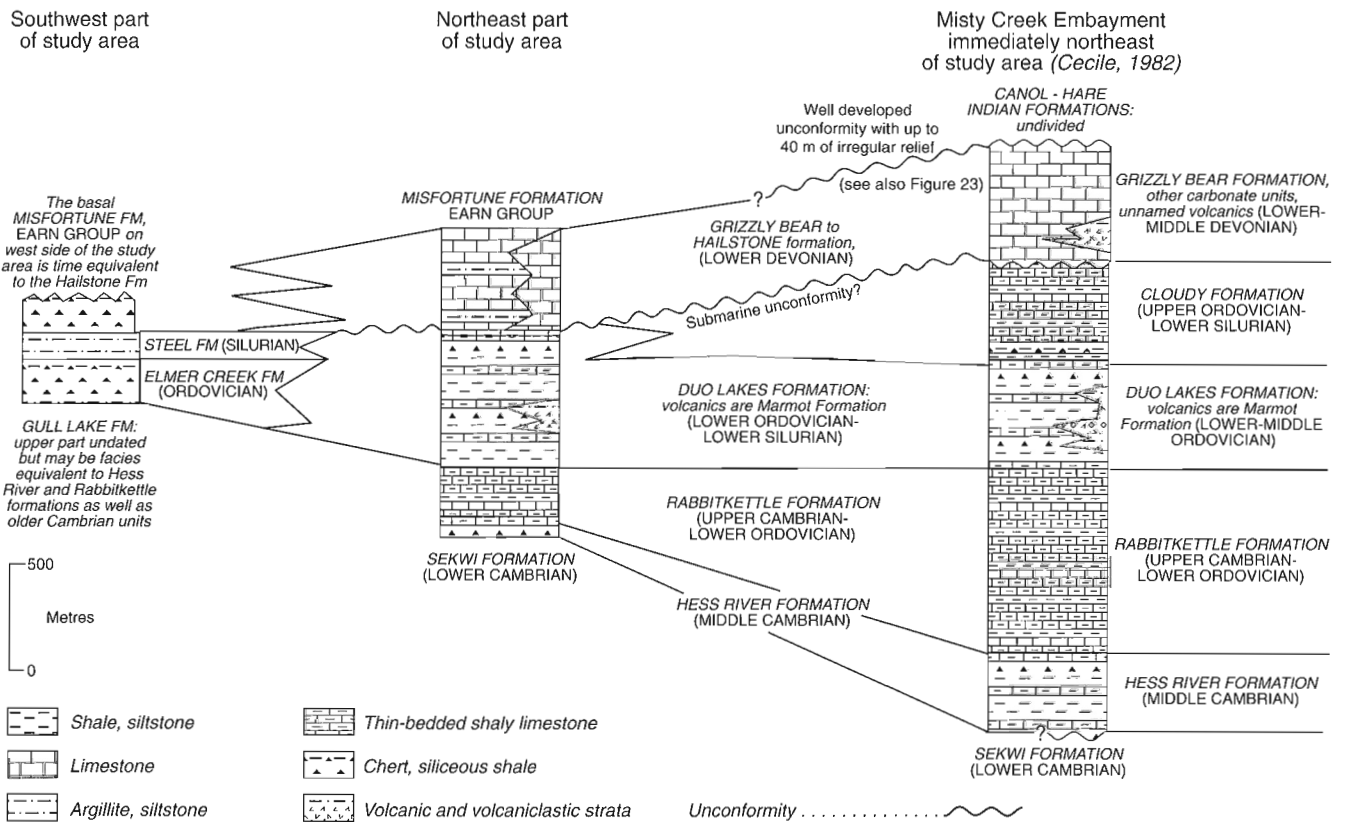 Southwest part
of study area
Northeast part
of study area
Misty Creek Embayment
immediately northeast
of study area (Cecile, 1982)
CANOL - HARE
INDIAN FORMATIONS:
undivided
Well developed
unconformity with up to
40 m of irregular relief
(see also Figure 23)
?
GRIZZLY BEAR FORMATION,
other carbonate units,
unnamed volcanics (LOWER-
MIDDLE DEVONIAN)
The basal
MISFORTUNE FM,
EARN GROUP on
west side of the study
area is time equivalent
to the Hailstone Fm
MISFORTUNE FORMATION
EARN GROUP
GRIZZLY BEAR to
HAILSTONE formation,
(LOWER DEVONIAN)
Submarine unconformity?
CLOUDY FORMATION
(UPPER ORDOVICIAN-
LOWER SILURIAN)
STEEL FM (SILURIAN)
ELMER CREEK FM
(ORDOVICIAN)
DUO LAKES FORMATION:
volcanics are Marmot Formation
(LOWER ORDOVICIAN-
LOWER SILURIAN)
DUO LAKES FORMATION:
volcanics are Marmot
Formation (LOWER-MIDDLE
ORDOVICIAN)
GULL LAKE FM:
upper part undated
but may be facies
equivalent to Hess
River and Rabbitkettle
formations as well as
older Cambrian units
RABBITKETTLE FORMATION
(UPPER CAMBRIAN-
LOWER ORDOVICIAN)
RABBITKETTLE FORMATION
(UPPER CAMBRIAN-
LOWER ORDOVICIAN)
SEKWI FORMATION
(LOWER CAMBRIAN)
HESS RIVER FORMATION
(MIDDLE CAMBRIAN)
HESS RIVER FORMATION
(MIDDLE CAMBRIAN)
?
SEKWI FORMATION
(LOWER CAMBRIAN)
500
Metres
0
Shale, siltstone
Limestone
Argillite, siltstone
Thin-bedded shaly limestone
Chert, siliceous shale
Volcanic and volcaniclastic strata
Unconformity . . . . . . . . . . . . .